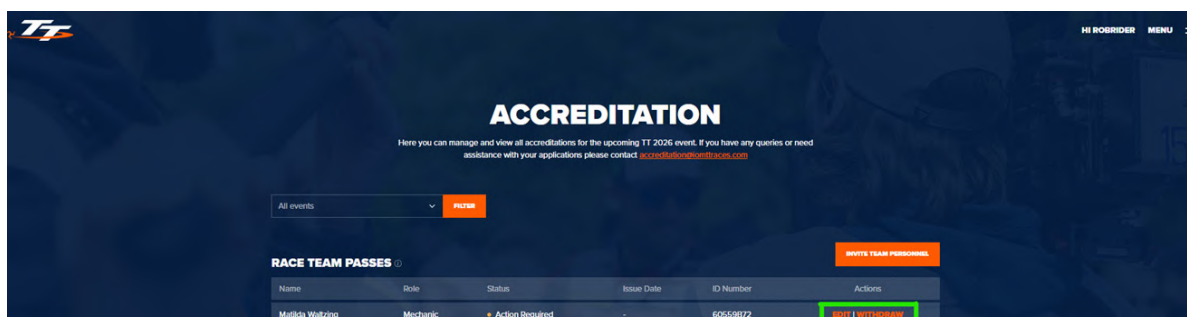 TT
HI ROBRIDER MENU
ACCREDITATION
Here you can manage and view all accreditations for the upcoming TT 2026 event. If you have any queries or need
assistance with your applications please contact accreditation@iomttraces.com
All events FILTER
INVITE TEAM PERSONNEL
RACE TEAM PASSES
Name Role Status Issue Date ID Number Actions
Matilda Waltzing Mechanic Action Required - 60559872 EDIT | WITHDRAW